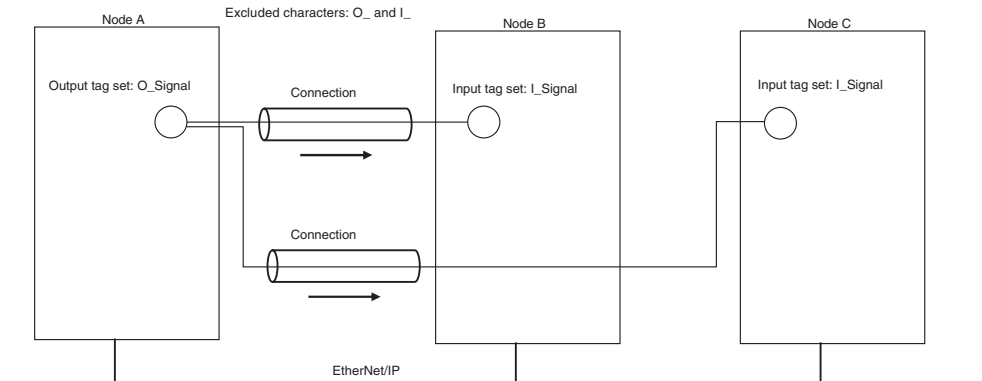 Excluded characters: O_ and I_
Node A
Node B
Node C
Output tag set: O_Signal
Connection
Input tag set: I_Signal
Input tag set: I_Signal
Connection
EtherNet/IP